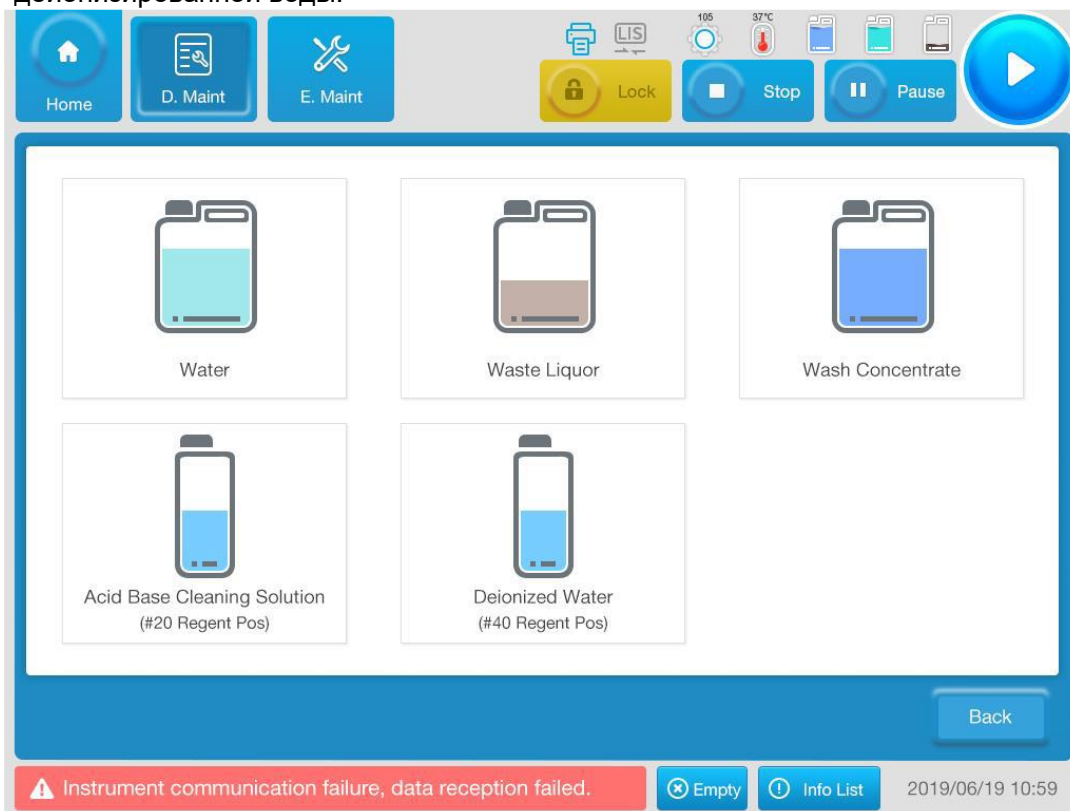 деионизированной воды.
105
37℃
LIS
Home
D. Maint
E. Maint
Lock
Stop
Pause
Water
Waste Liquor
Wash Concentrate
Acid Base Cleaning Solution
(#20 Regent Pos)
Deionized Water
(#40 Regent Pos)
Back
Instrument communication failure, data reception failed.
Empty
Info List
2019/06/19 10:59